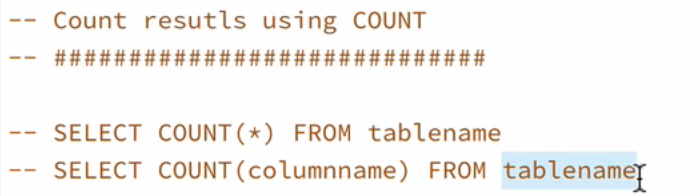 -- Count resutls using COUNT
-- #############################
-- SELECT COUNT(*) FROM tablename
-- SELECT COUNT(columnname) FROM tablename